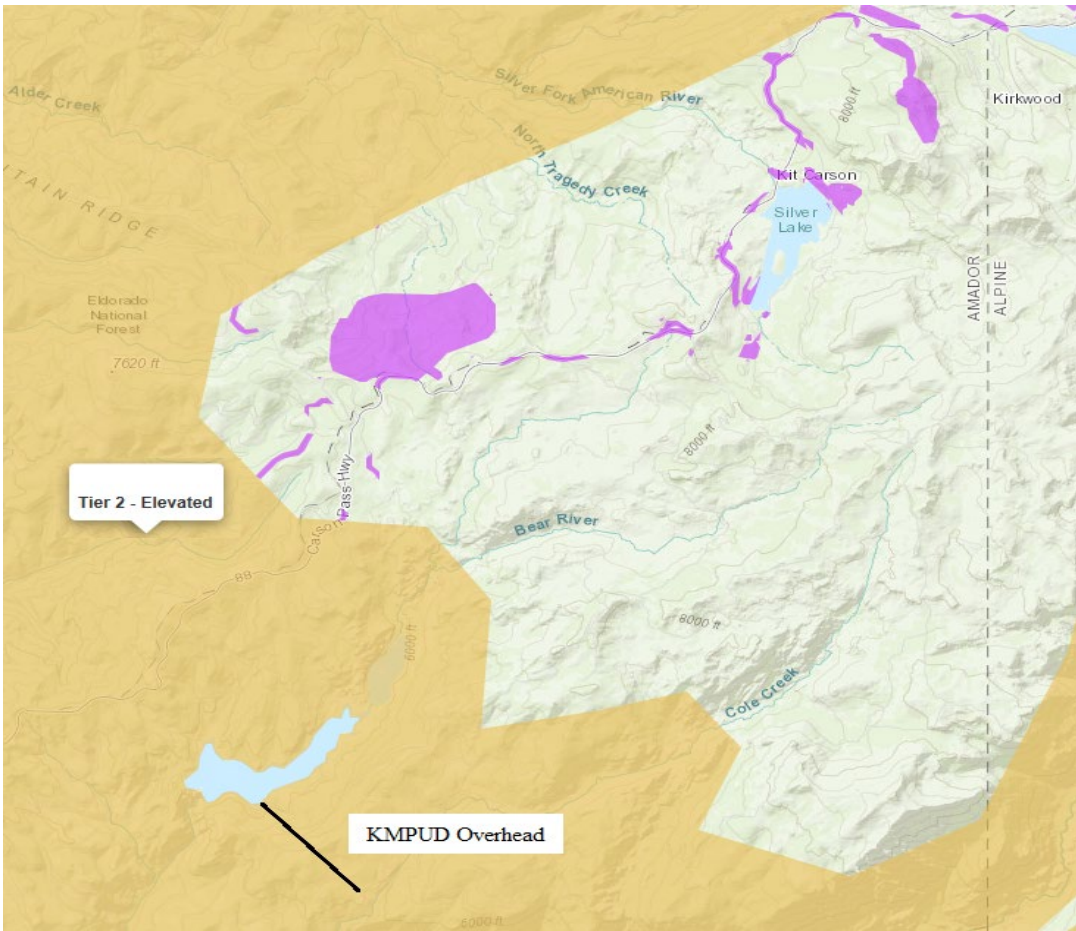 Silver Fork American River
Alder Creek
Kirkwood
8000 ft
North Tragedy Creek
Kit Carson
TAIN RIDGE
Silver
Lake
AMADOR
ALPINE
Eldorado
National
Forest
7620 ft
8000 ft
Pass-Hwy
Tier 2 - Elevated
Carson
Bear River
88
8000 ft
6000 ft
Cole Creek
KMPUD Overhead
6000 ft